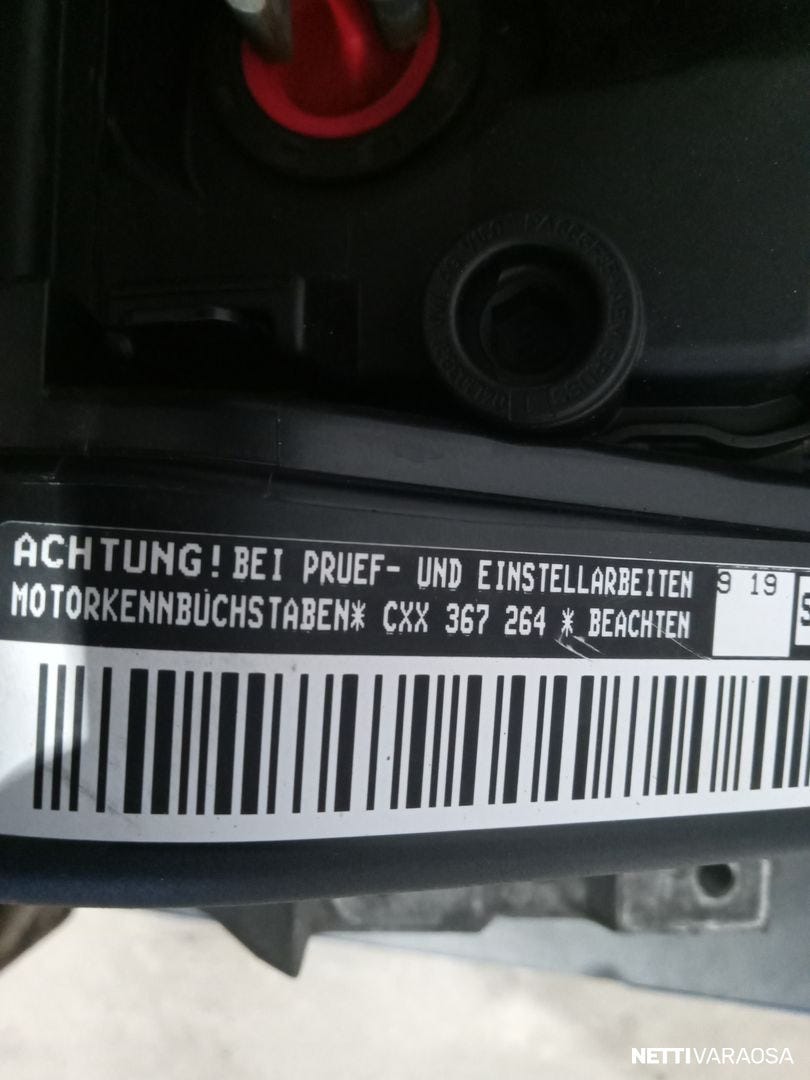 ACHTUNG! BEI PRUEF- UND EINSTELLARBEITEN
9 19
MOTORKENNBUCHSTABEN* CXX 367 264 * BEACHTEN
NETTIVARAOSA